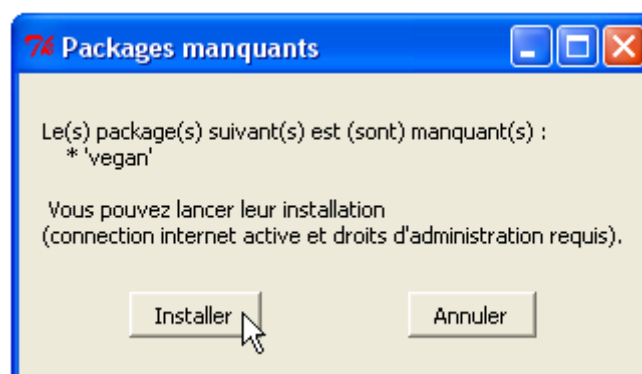 Packages manquants
Le(s) package(s) suivant(s) est (sont) manquant(s) :
* 'vegan'
Vous pouvez lancer leur installation
(connection internet active et droits d'administration requis).
Installer
Annuler